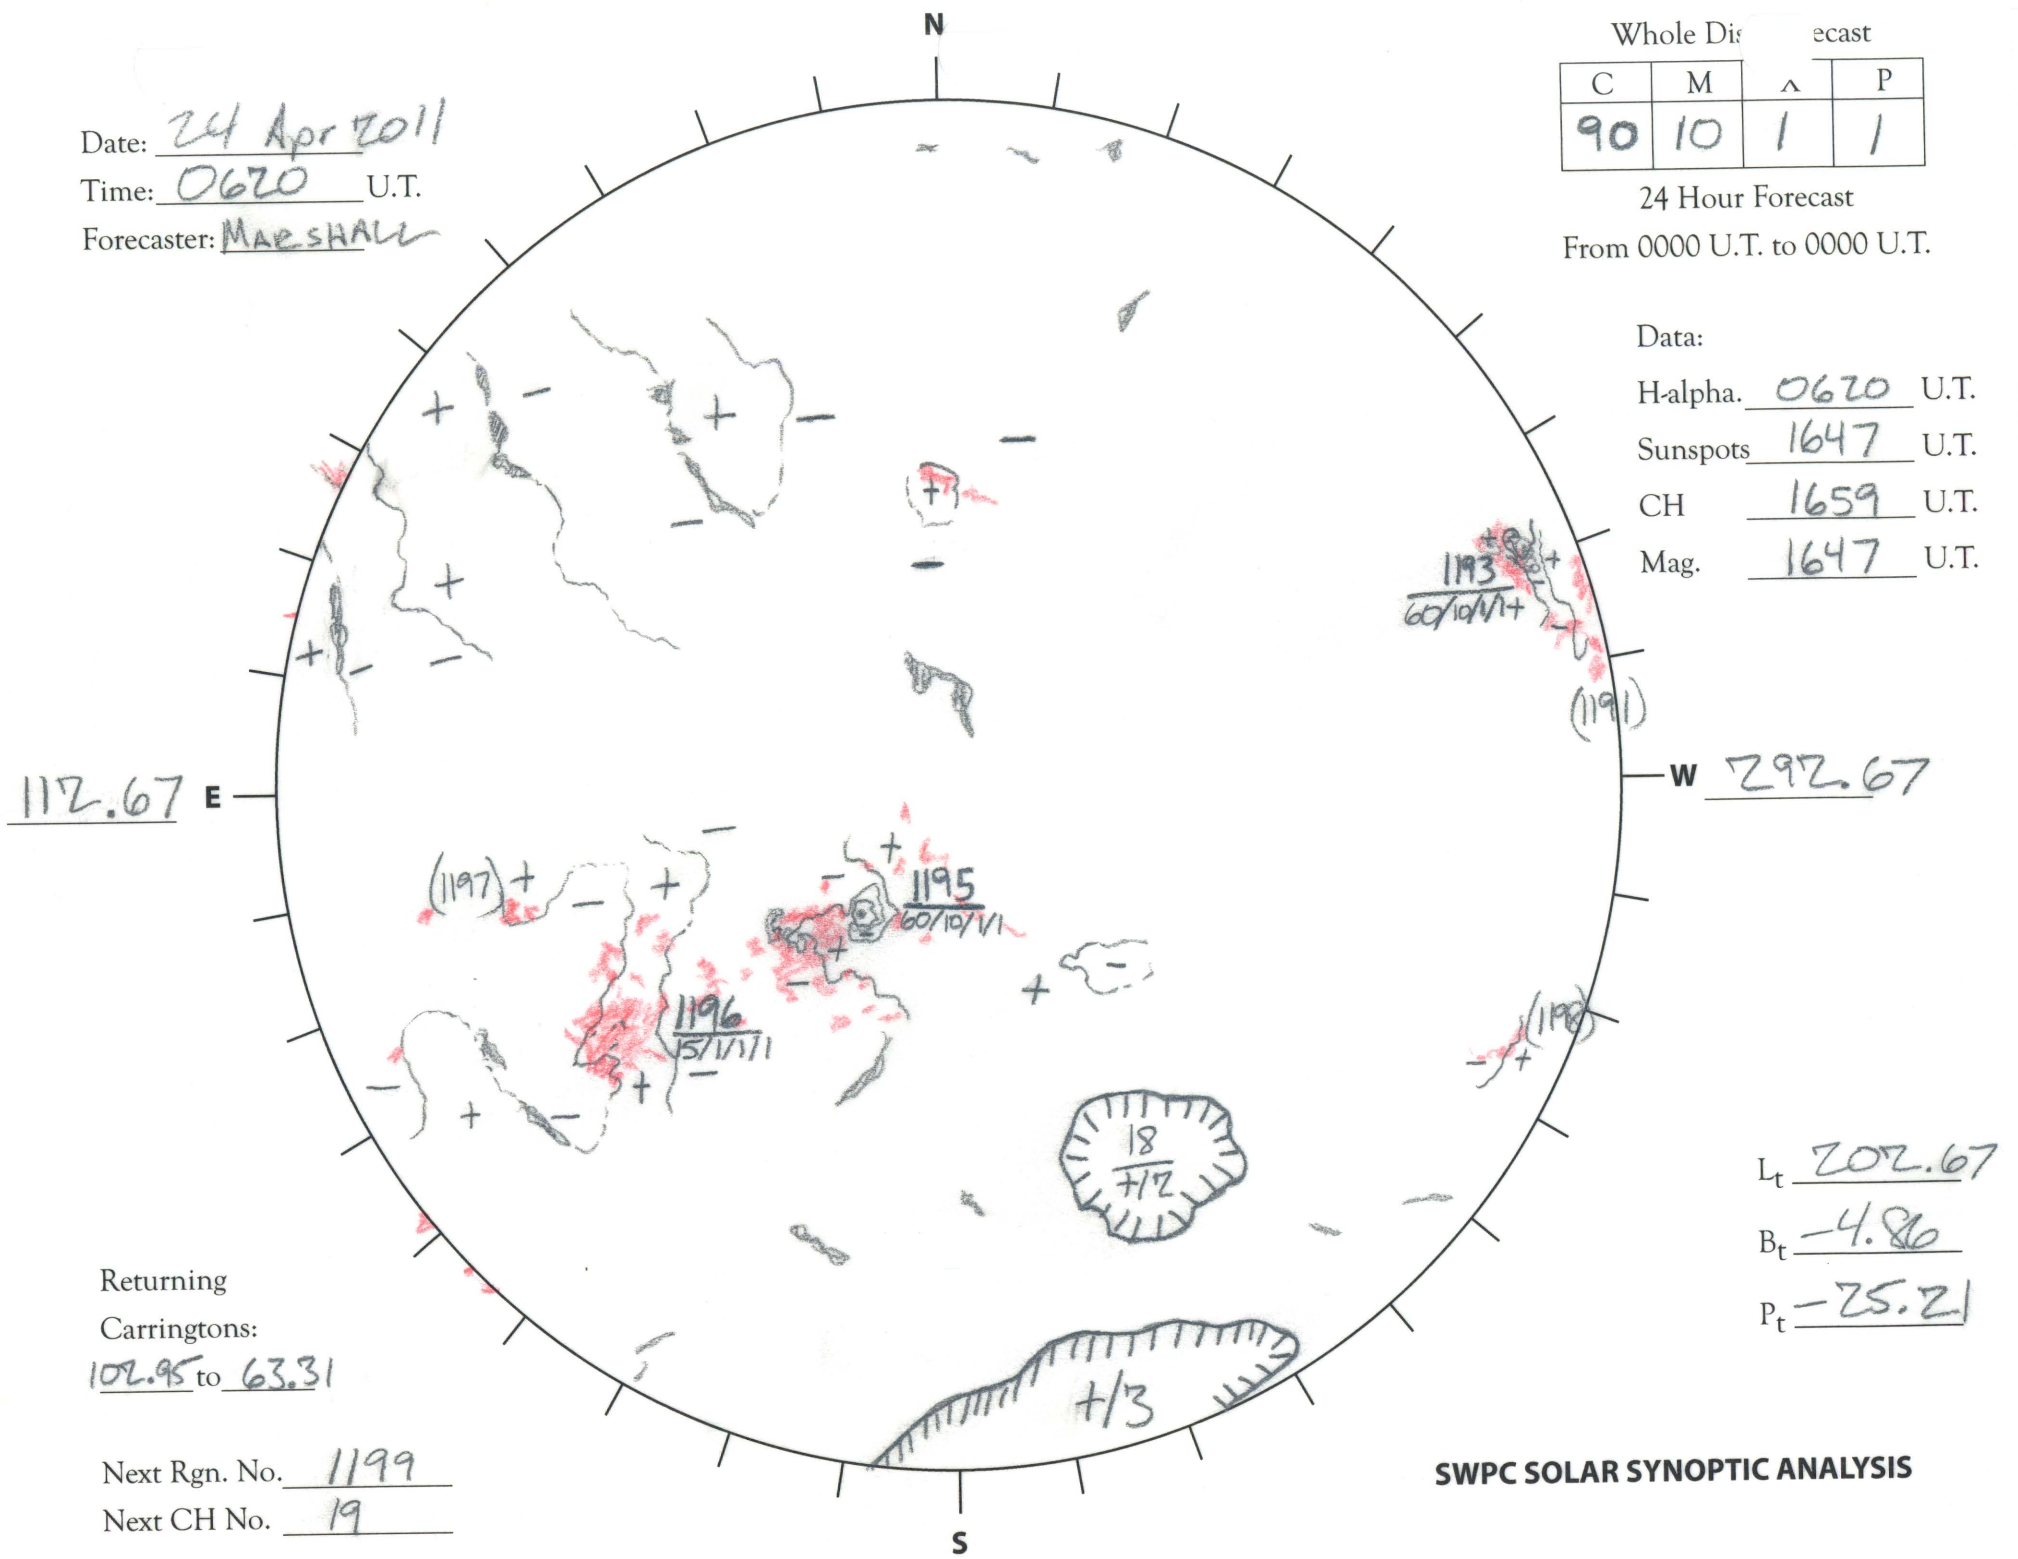 N
Date: 24 Apr 2011
Time: 0620 U.T.
Forecaster: MARSHALL
C M P
90 10 1 1
24 Hour Forecast
From 0000 U.T. to 0000 U.T.
Data:
H-alpha. 0620 U.T.
Sunspots 1647 U.T.
CH 1659 U.T.
Mag. 1647 U.T.
+ − + −
− +
− −
1193
60/10/1/1+
+ +
−
+
+ − −
(1191)
112.67 E
W 292.67
− +
(1197) + − + −
1195
60/10/1/1
+ −
−
+ −
1196
15/1/1/1
(1198)
− +
− + − + −
18
+/2
Lt 202.67
Bt -4.86
Pt -25.21
Returning
Carringtons:
102.95 to 63.31
+/3
Next Rgn. No. 1199
Next CH No. 19
SWPC SOLAR SYNOPTIC ANALYSIS
S